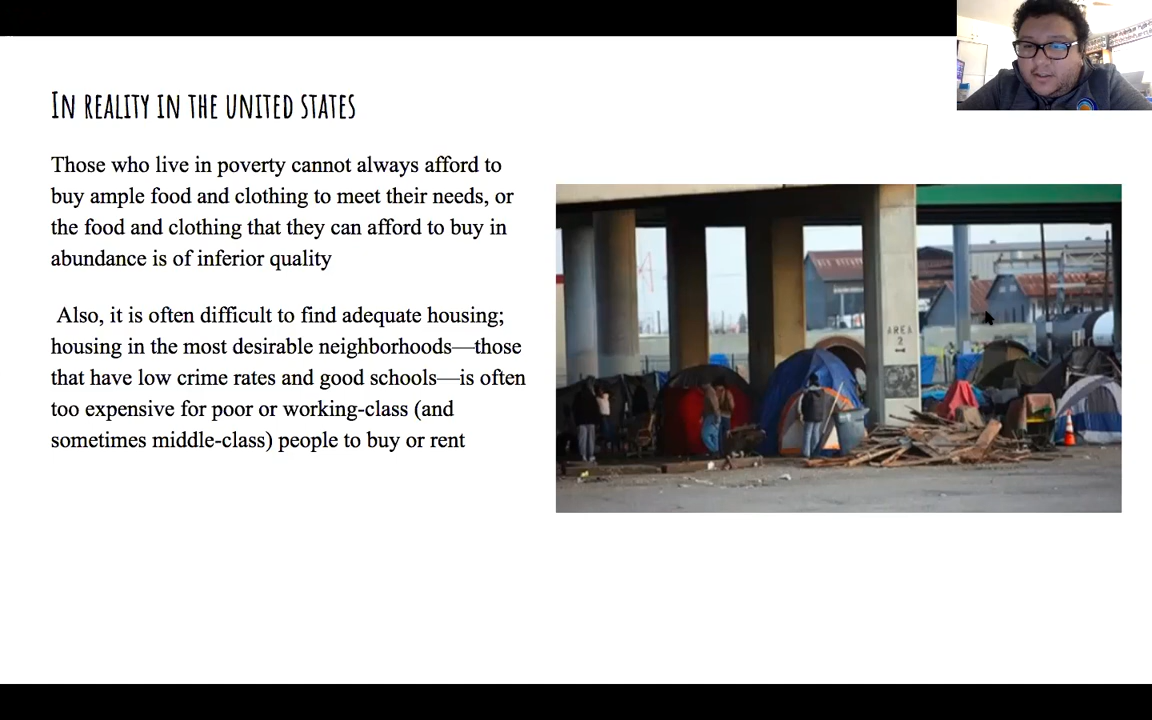 In reality in the united states
Those who live in poverty cannot always afford to
buy ample food and clothing to meet their needs, or
the food and clothing that they can afford to buy in
abundance is of inferior quality
Also, it is often difficult to find adequate housing;
housing in the most desirable neighborhoods—those
that have low crime rates and good schools—is often
too expensive for poor or working-class (and
sometimes middle-class) people to buy or rent
AREA
2